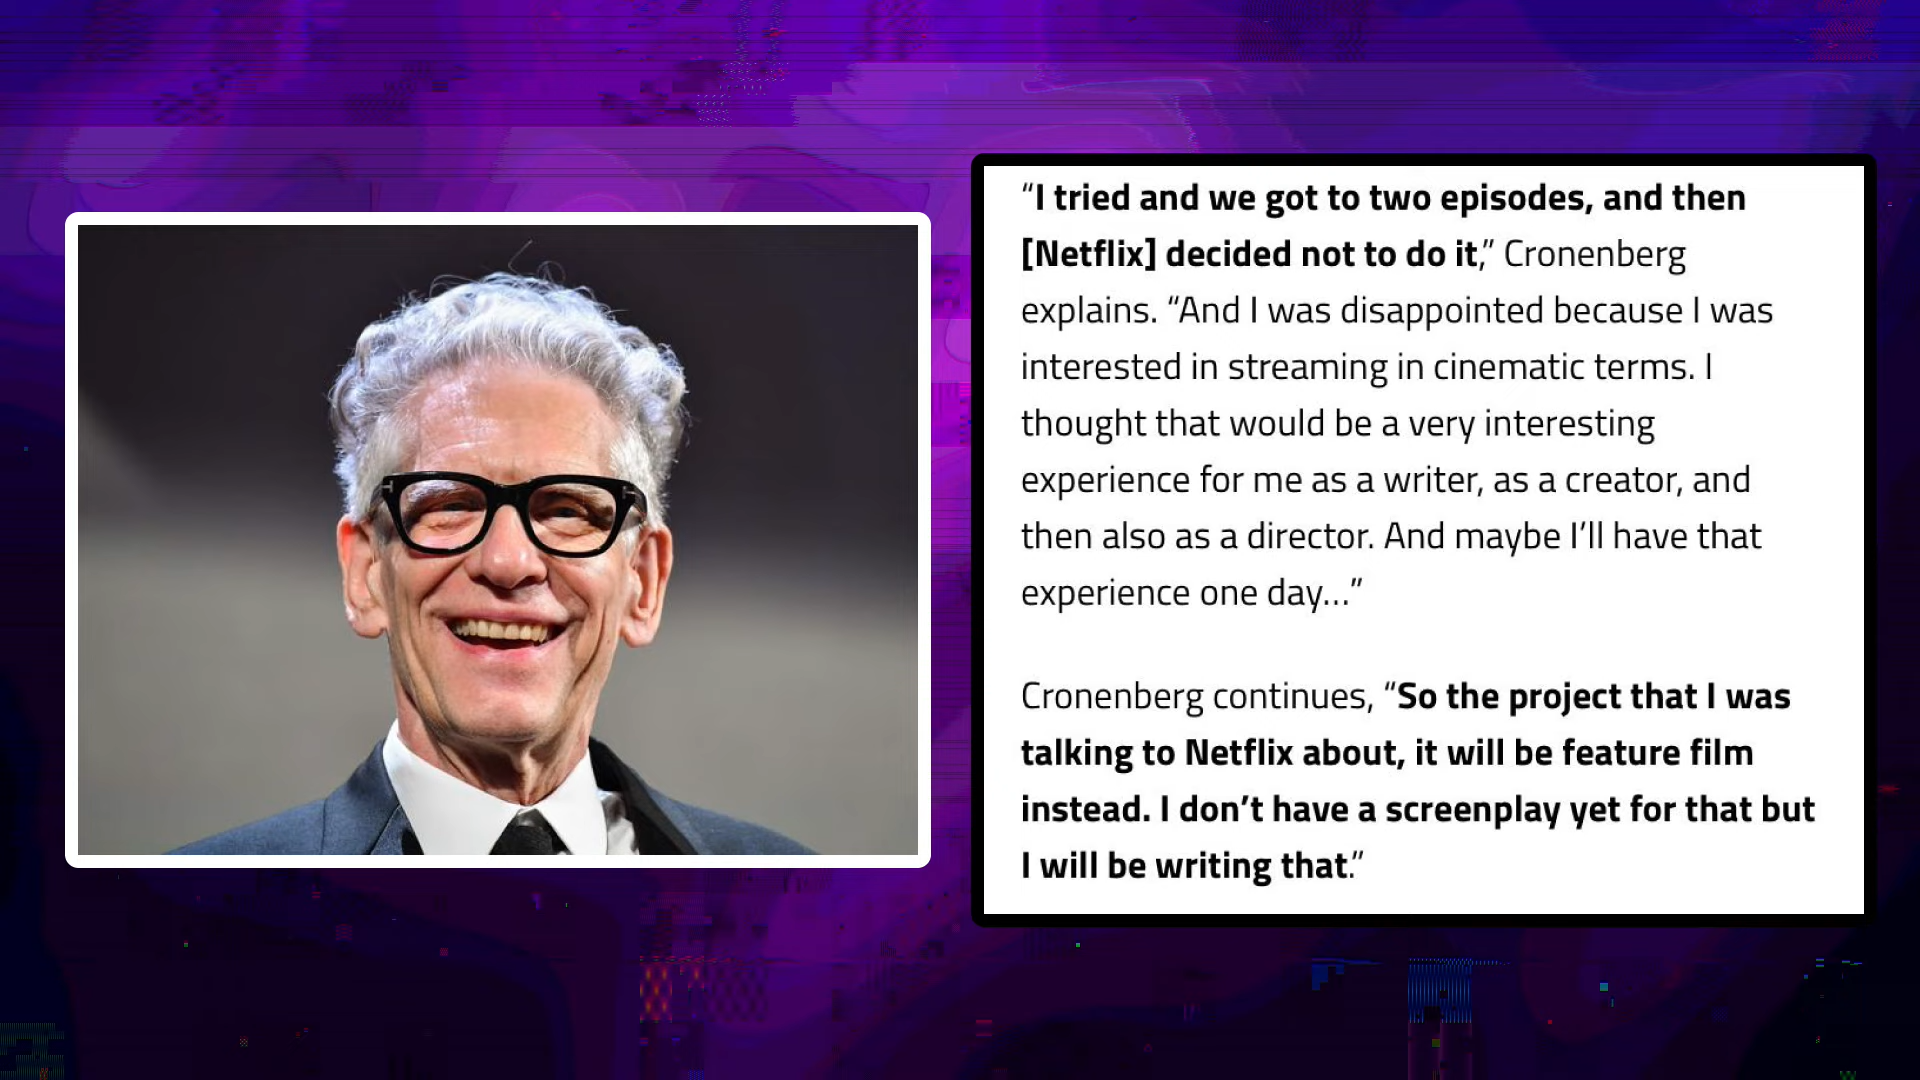 “I tried and we got to two episodes, and then
[Netflix] decided not to do it,” Cronenberg
explains. “And I was disappointed because I was
interested in streaming in cinematic terms. I
thought that would be a very interesting
experience for me as a writer, as a creator, and
then also as a director. And maybe I’ll have that
experience one day…”
Cronenberg continues, “So the project that I was
talking to Netflix about, it will be feature film
instead. I don’t have a screenplay yet for that but
I will be writing that.”